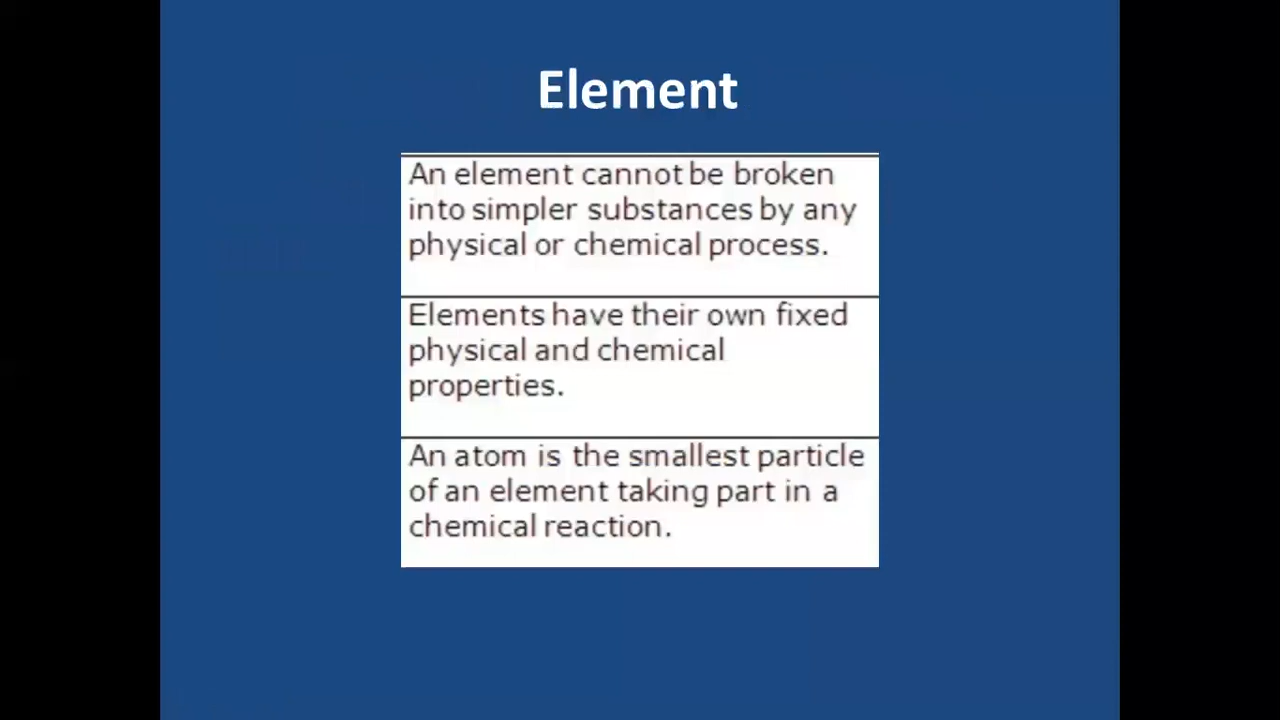 Element
An element cannot be broken
into simpler substances by any
physical or chemical process.
Elements have their own fixed
physical and chemical
properties.
An atom is the smallest particle
of an element taking part in a
chemical reaction.